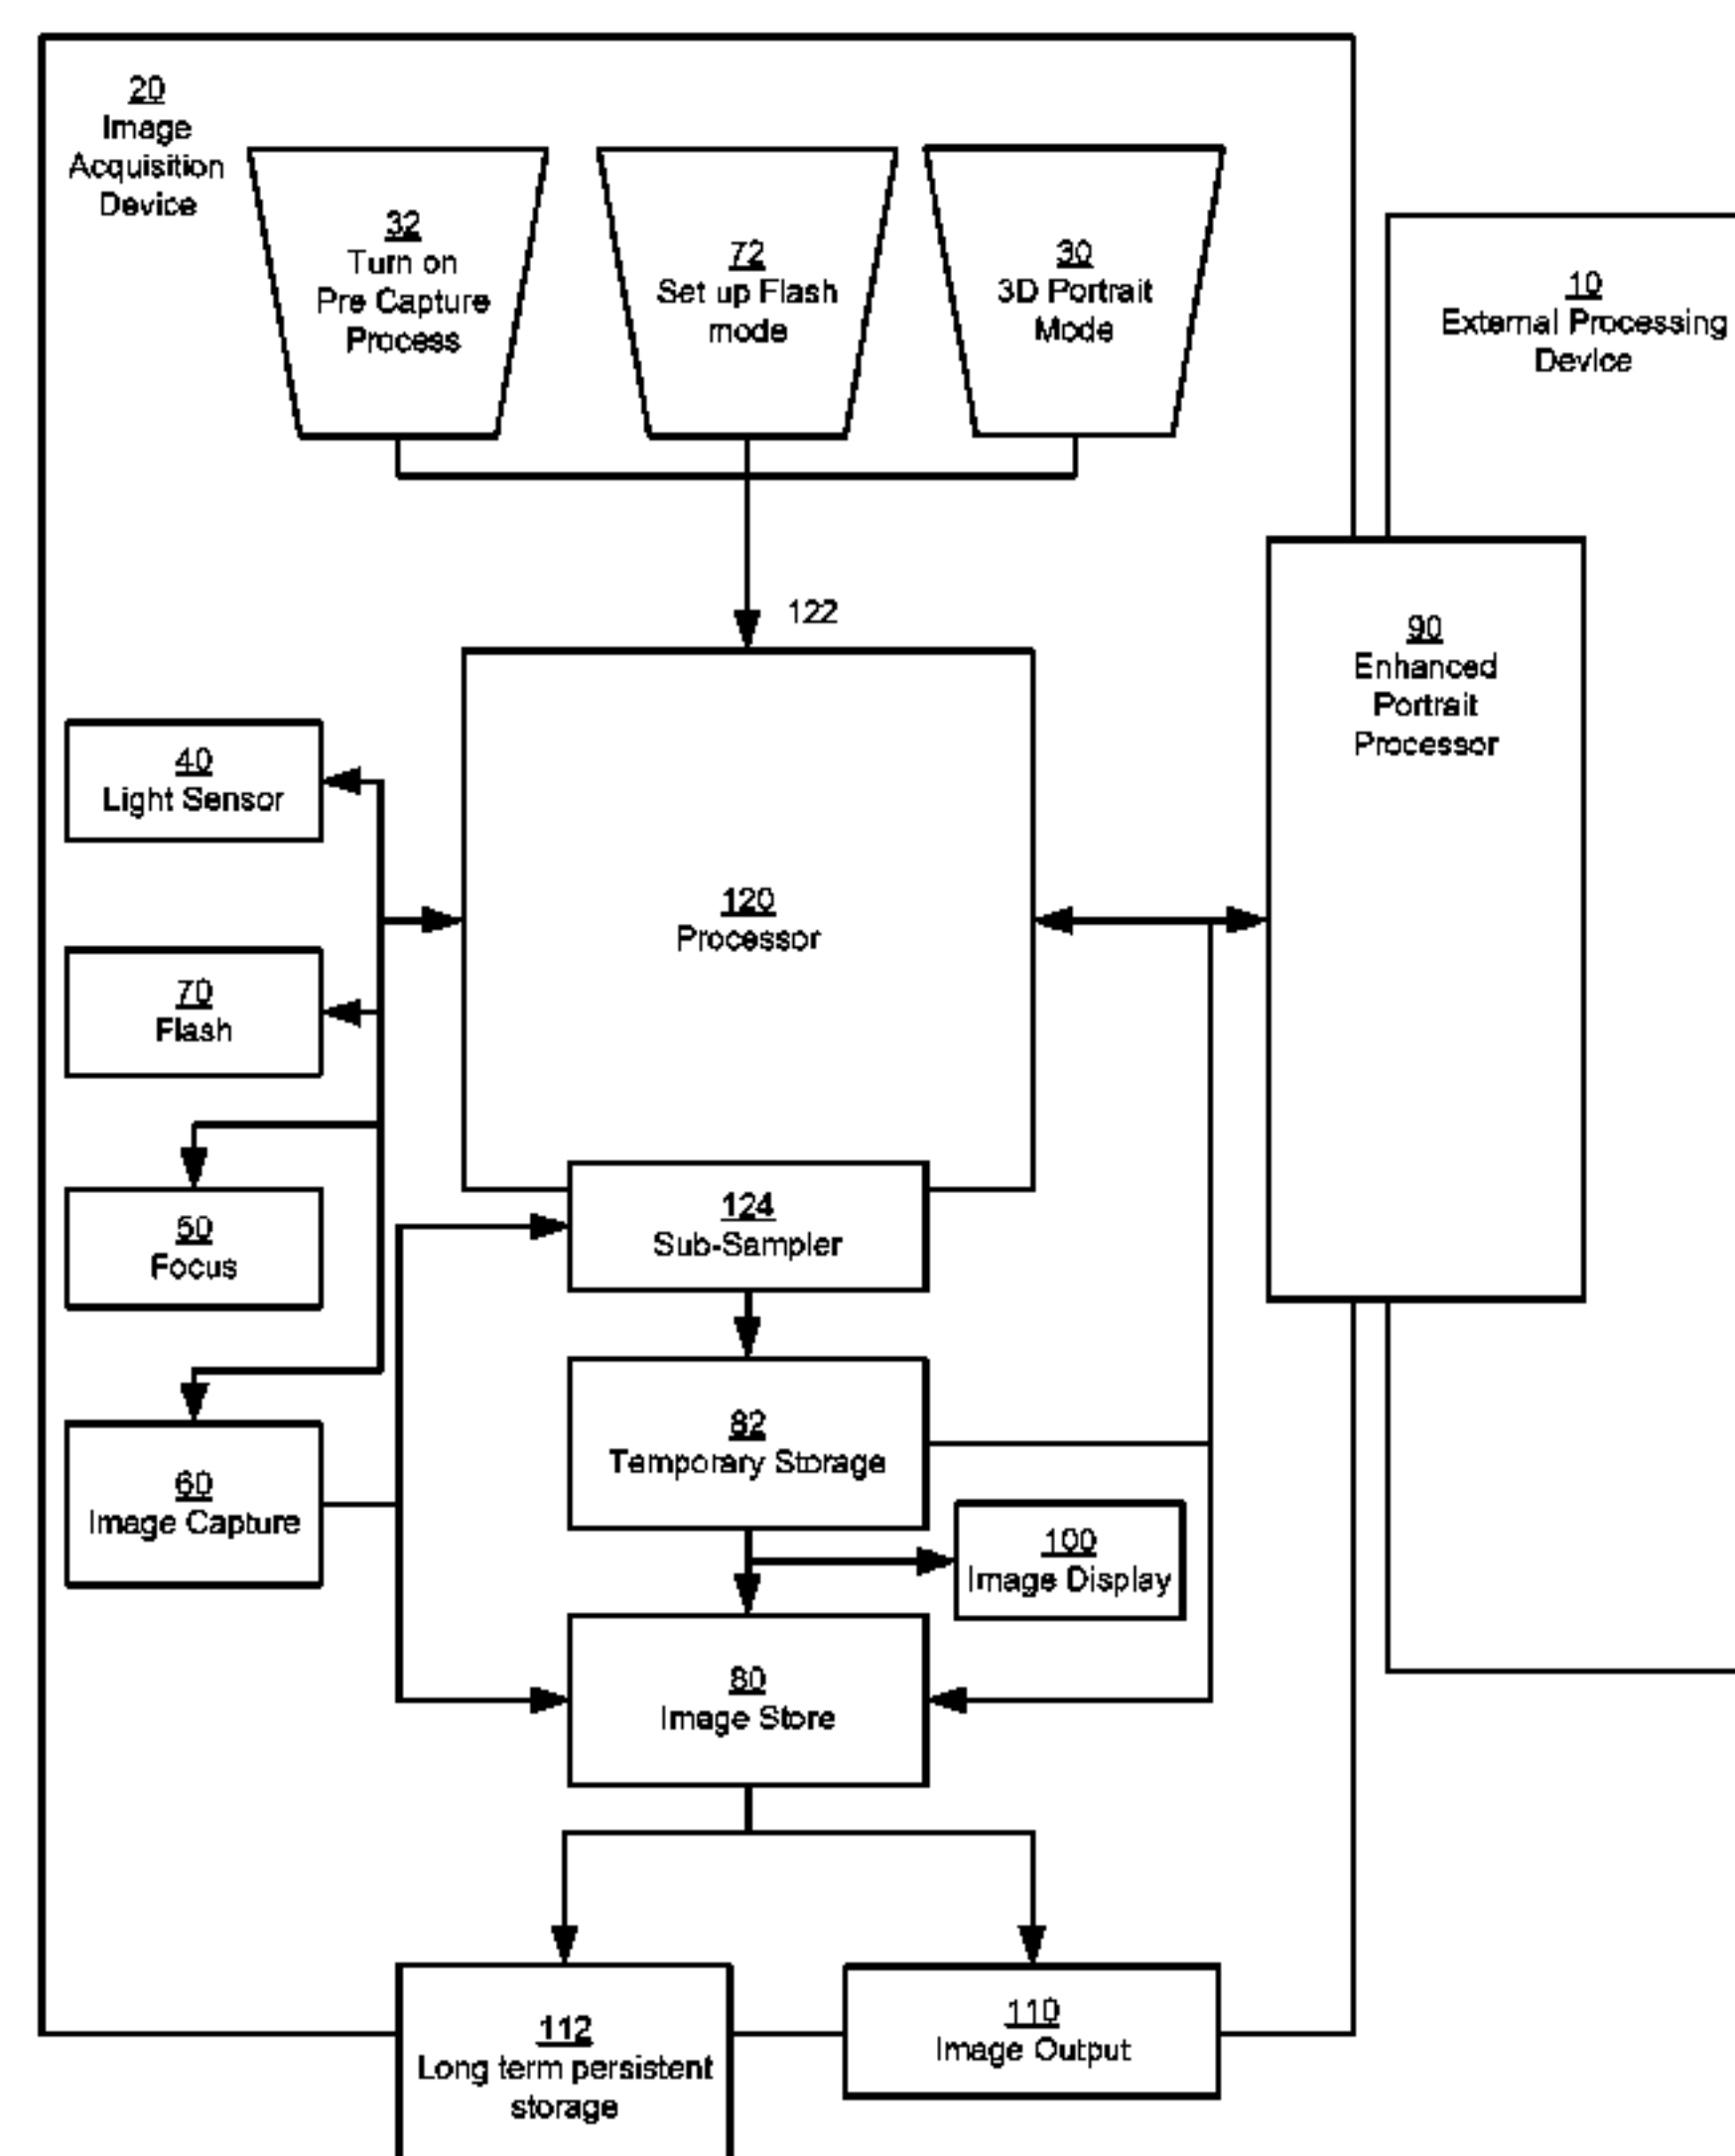 20
Image
Acquisition
Device
32
Turn on
Pre Capture
Process
72
Set up Flash
mode
30
3D Portrait
Mode
10
External Processing
Device
122
90
Enhanced
Portrait
Processor
40
Light Sensor
120
Processor
70
Flash
124
Sub-Sampler
50
Focus
82
Temporary Storage
60
Image Capture
100
Image Display
80
Image Store
112
Long term persistent
storage
110
Image Output